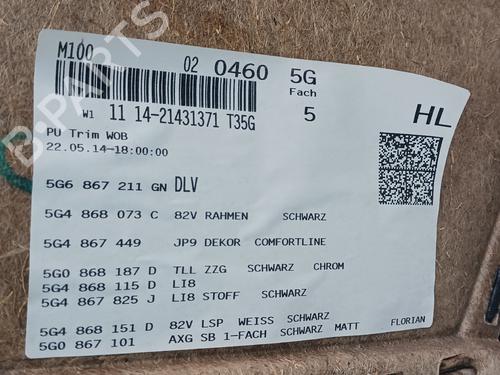 M100 02 0460 5G
Fach
W1 11 14-21431371 T35G 5 HL
PU Trim WOB
22.05.14-18:00:00
5G6 867 211 GN DLV
5G4 868 073 C 82V RAHMEN SCHWARZ
5G4 867 449 JP9 DEKOR COMFORTLINE
5G0 868 187 D TLL ZZG SCHWARZ CHROM
5G4 868 115 D LI8
5G4 867 825 J LI8 STOFF SCHWARZ
5G4 868 151 D 82V LSP WEISS SCHWARZ
5G0 867 101 AXG SB 1-FACH SCHWARZ MATT FLORIAN
B-PARTS